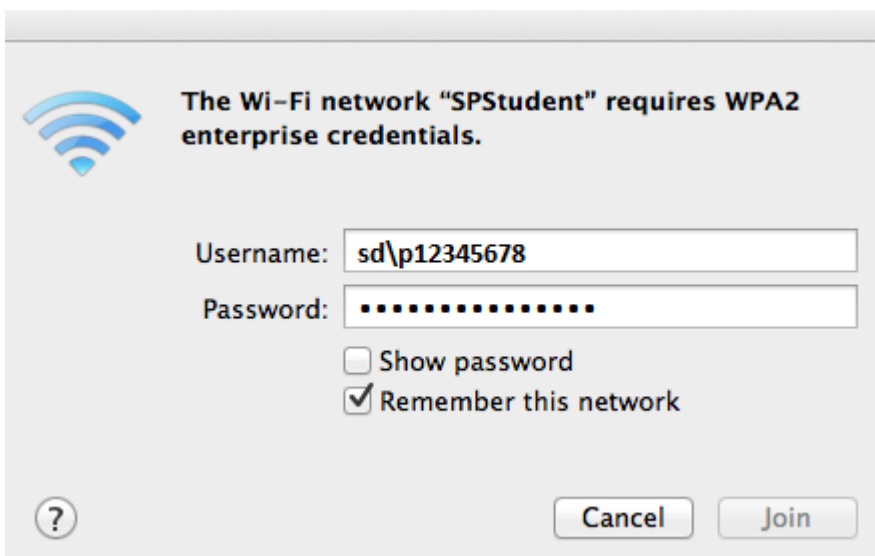 The Wi-Fi network “SPStudent” requires WPA2
enterprise credentials.
Username: sd\p12345678
Password: •••••••••••••••
Show password
Remember this network
? Cancel Join